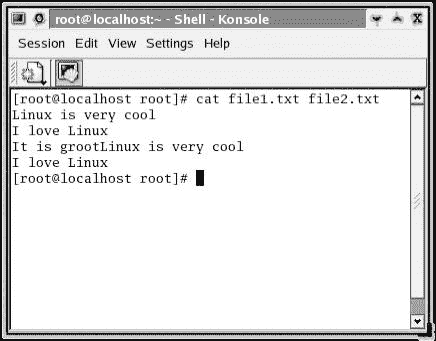 root@localhost:~ - Shell - Konsole
Session Edit View Settings Help
[root@localhost root]# cat file1.txt file2.txt
Linux is very cool
I love Linux
It is grootLinux is very cool
I love Linux
[root@localhost root]#